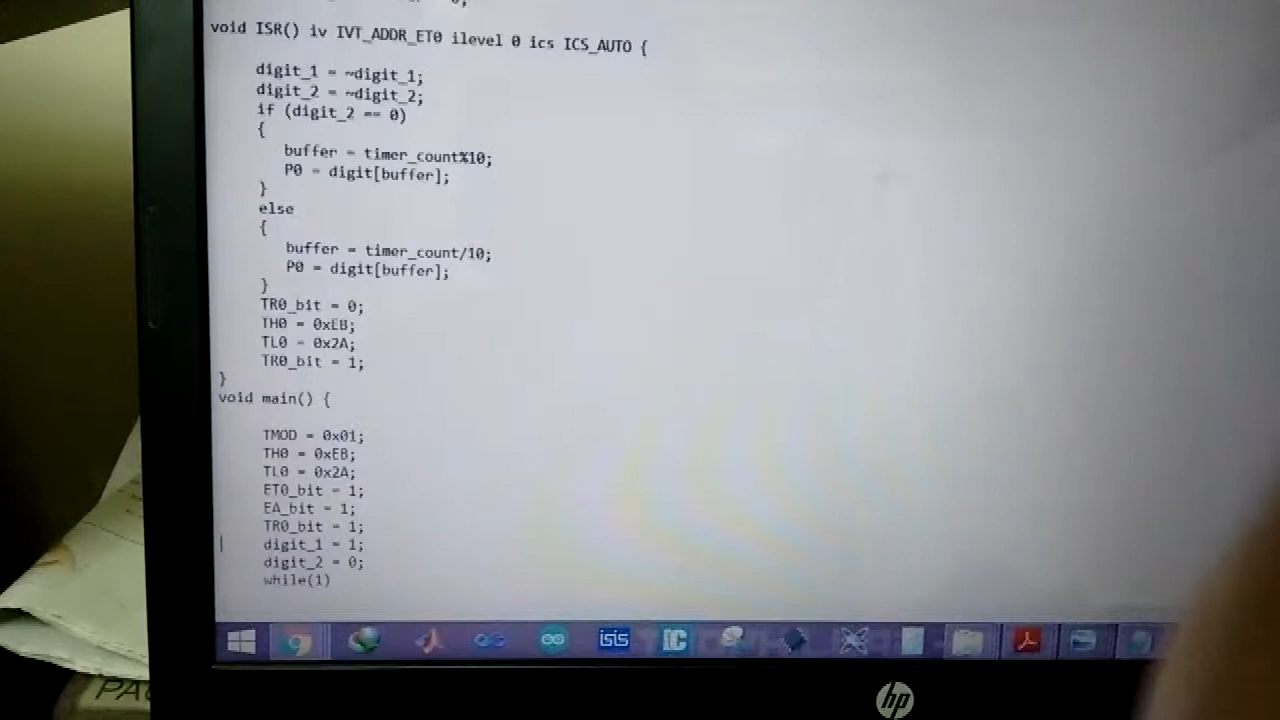 void ISR() iv IVT_ADDR_ET0 ilevel 0 ics ICS_AUTO {
digit_1 = ~digit_1;
digit_2 = ~digit_2;
if (digit_2 == 0)
{
buffer = timer_count%10;
P0 = digit[buffer];
}
else
{
buffer = timer_count/10;
P0 = digit[buffer];
}
TR0_bit = 0;
TH0 = 0xEB;
TL0 = 0x2A;
TR0_bit = 1;
}
void main() {
TMOD = 0x01;
TH0 = 0xEB;
TL0 = 0x2A;
ET0_bit = 1;
EA_bit = 1;
TR0_bit = 1;
digit_1 = 1;
digit_2 = 0;
while(1)
isis
hp